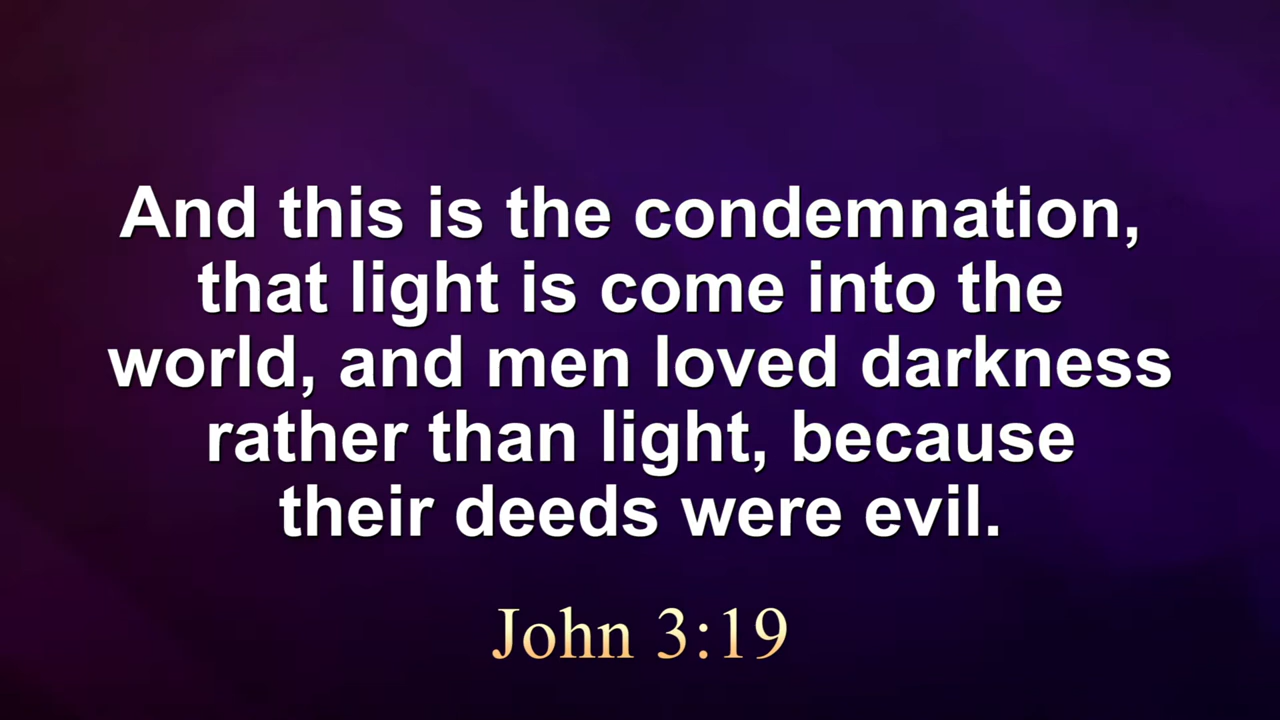 And this is the condemnation,
that light is come into the
world, and men loved darkness
rather than light, because
their deeds were evil.
John 3:19